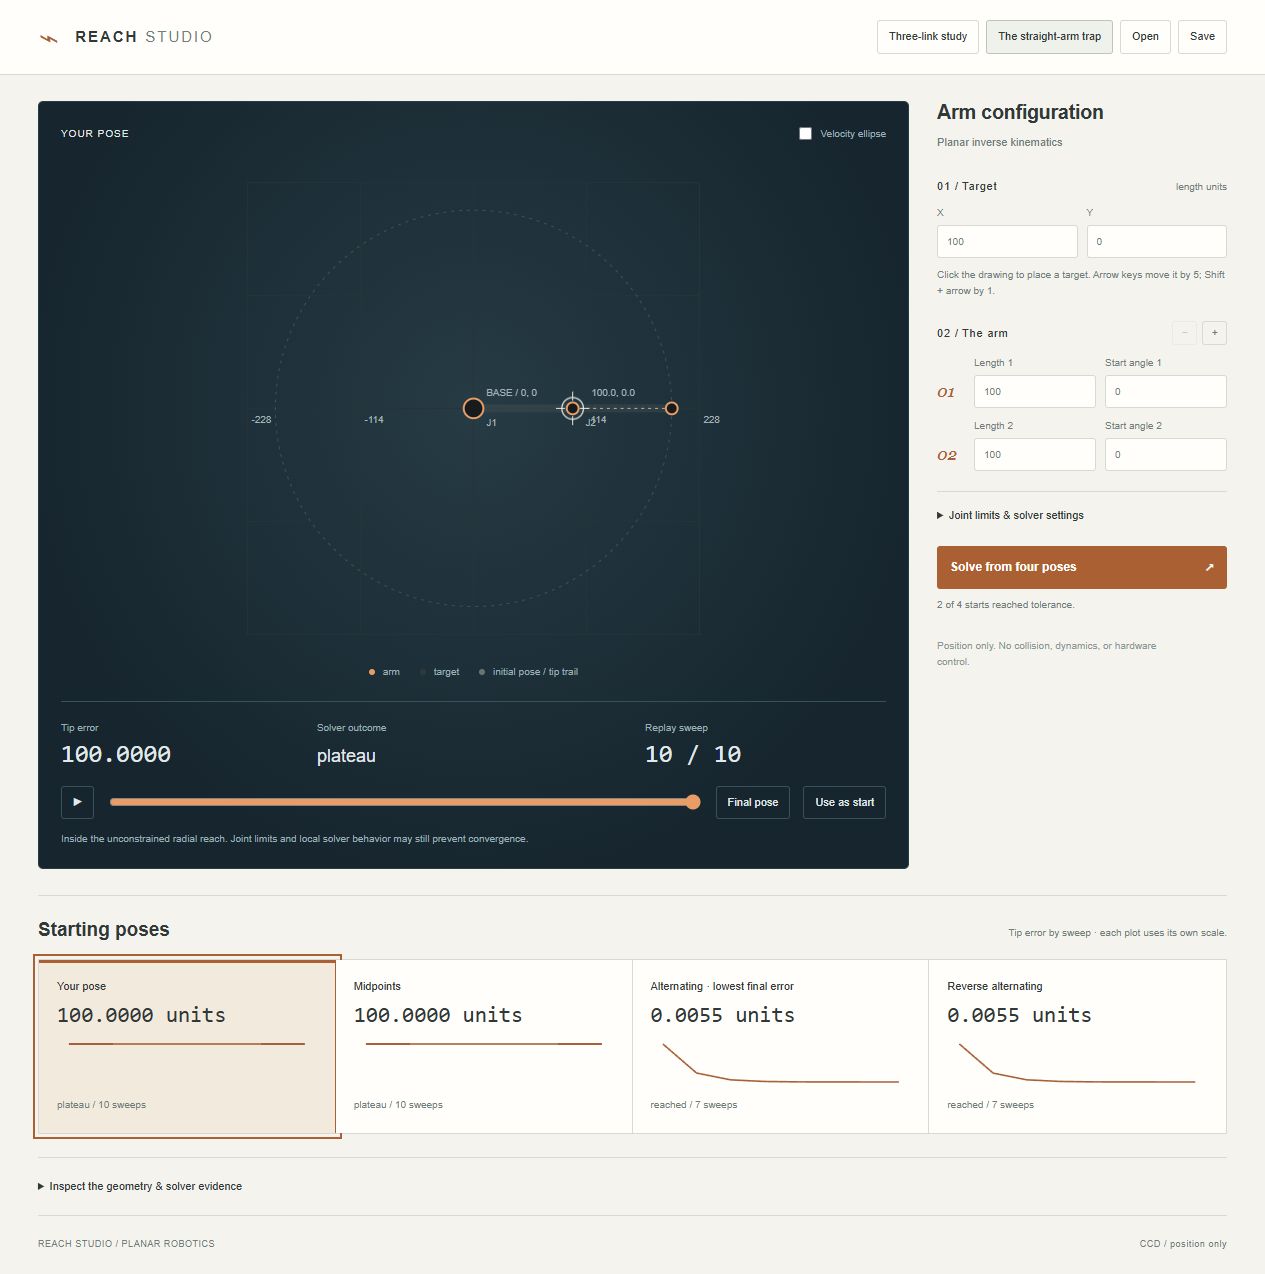 REACH STUDIO
Three-link study
The straight-arm trap
Open
Save
YOUR POSE
Velocity ellipse
BASE / 0, 0
100.0, 0.0
-228
-114
J1
J2
114
228
arm
target
initial pose / tip trail
Tip error
100.0000
Solver outcome
plateau
Replay sweep
10 / 10
Final pose
Use as start
Inside the unconstrained radial reach. Joint limits and local solver behavior may still prevent convergence.
Arm configuration
Planar inverse kinematics
01 / Target
length units
X
Y
100
0
Click the drawing to place a target. Arrow keys move it by 5; Shift
+ arrow by 1.
02 / The arm
−
+
Length 1
Start angle 1
01
100
0
Length 2
Start angle 2
02
100
0
Joint limits & solver settings
Solve from four poses ↗
2 of 4 starts reached tolerance.
Position only. No collision, dynamics, or hardware
control.
Starting poses
Tip error by sweep · each plot uses its own scale.
Your pose
100.0000 units
plateau / 10 sweeps
Midpoints
100.0000 units
plateau / 10 sweeps
Alternating · lowest final error
0.0055 units
reached / 7 sweeps
Reverse alternating
0.0055 units
reached / 7 sweeps
Inspect the geometry & solver evidence
REACH STUDIO / PLANAR ROBOTICS
CCD / position only